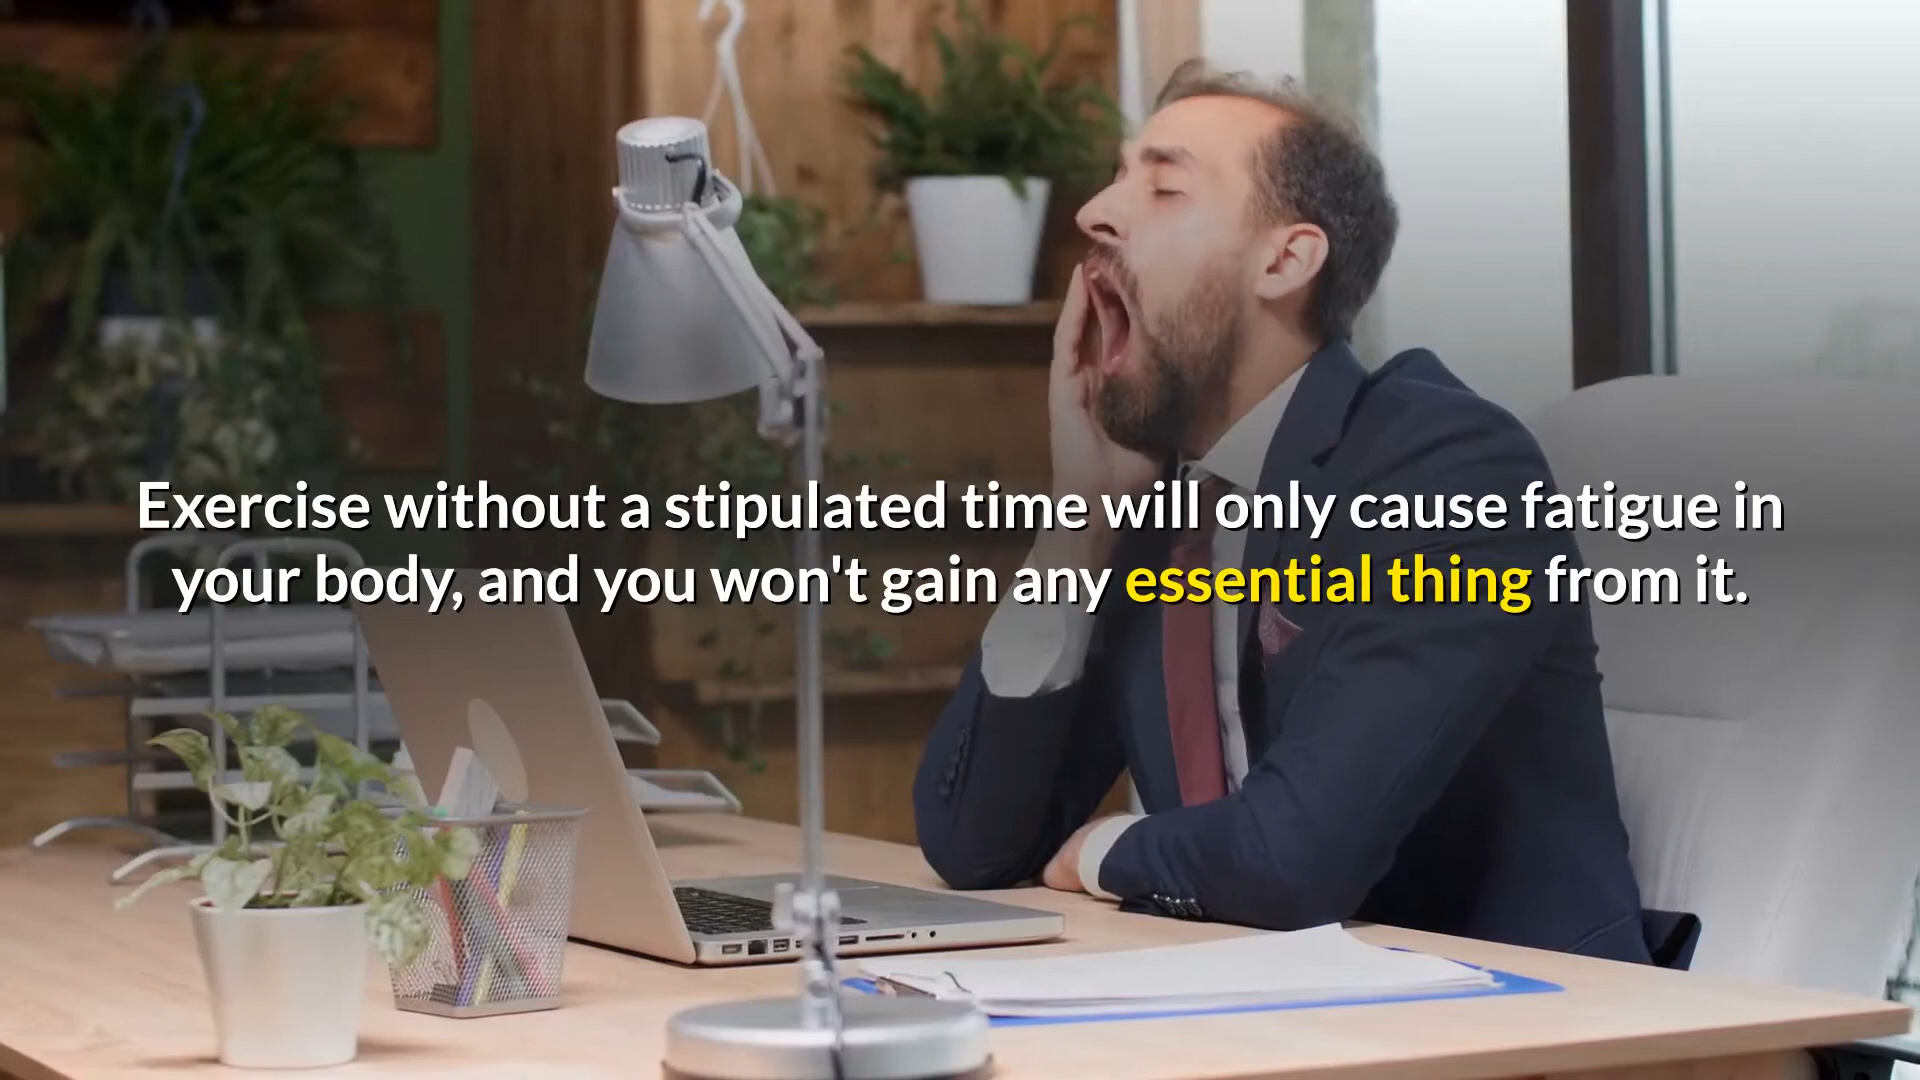 Exercise without a stipulated time will only cause fatigue in
your body, and you won't gain any essential thing from it.